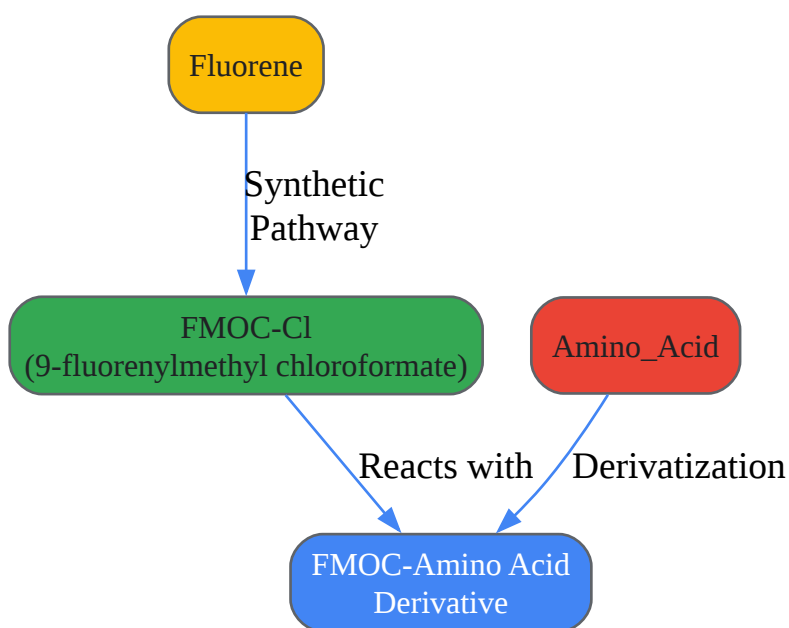 Fluorene
Synthetic
Pathway
FMOC-Cl
(9-fluorenylmethyl chloroformate)
Amino_Acid
Reacts with
Derivatization
FMOC-Amino Acid
Derivative